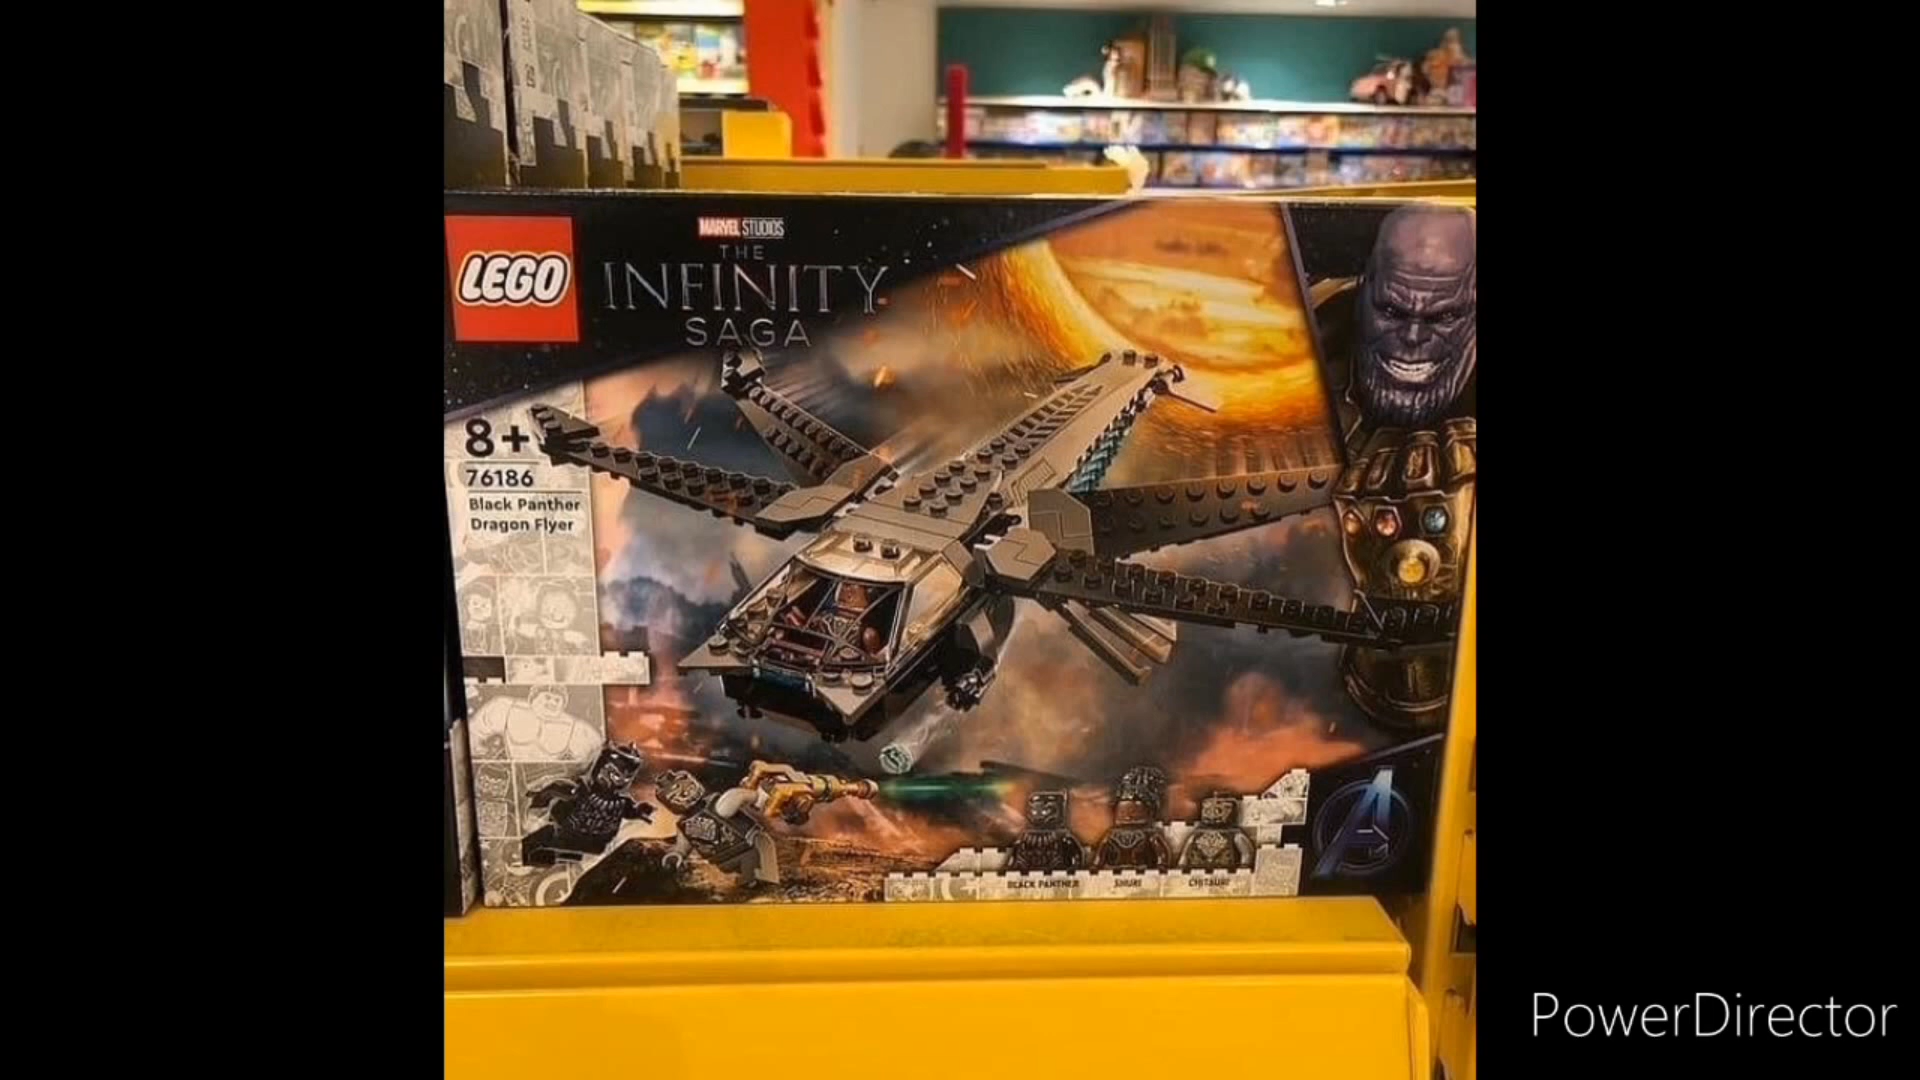 MARVEL STUDIOS
THE
INFINITY
SAGA
LEGO
8+
76186
Black Panther
Dragon Flyer
BLACK PANTHER
SHURI
CHITAURI
PowerDirector